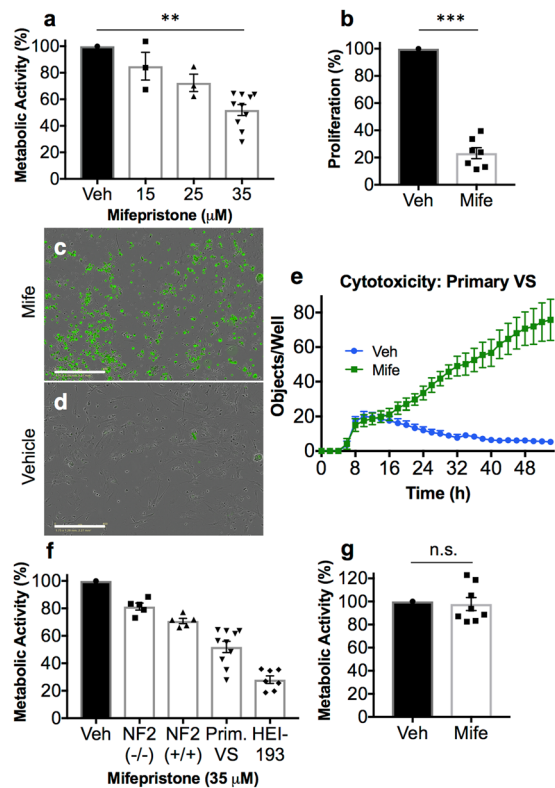 a
**
Metabolic Activity (%)
100
80
60
40
20
0
Veh
15
25
35
Mifepristone (μM)
b
***
Proliferation (%)
100
80
60
40
20
0
Veh
Mife
c
Mife
d
Vehicle
e
Cytotoxicity: Primary VS
Objects/Well
80
60
40
20
0
Veh
Mife
0
8
16
24
32
40
48
Time (h)
f
Metabolic Activity (%)
100
80
60
40
20
0
Veh
NF2 (-/-)
NF2 (+/+)
Prim. VS
HEI-193
Mifepristone (35 μM)
g
n.s.
Metabolic Activity (%)
120
100
80
60
40
20
0
Veh
Mife